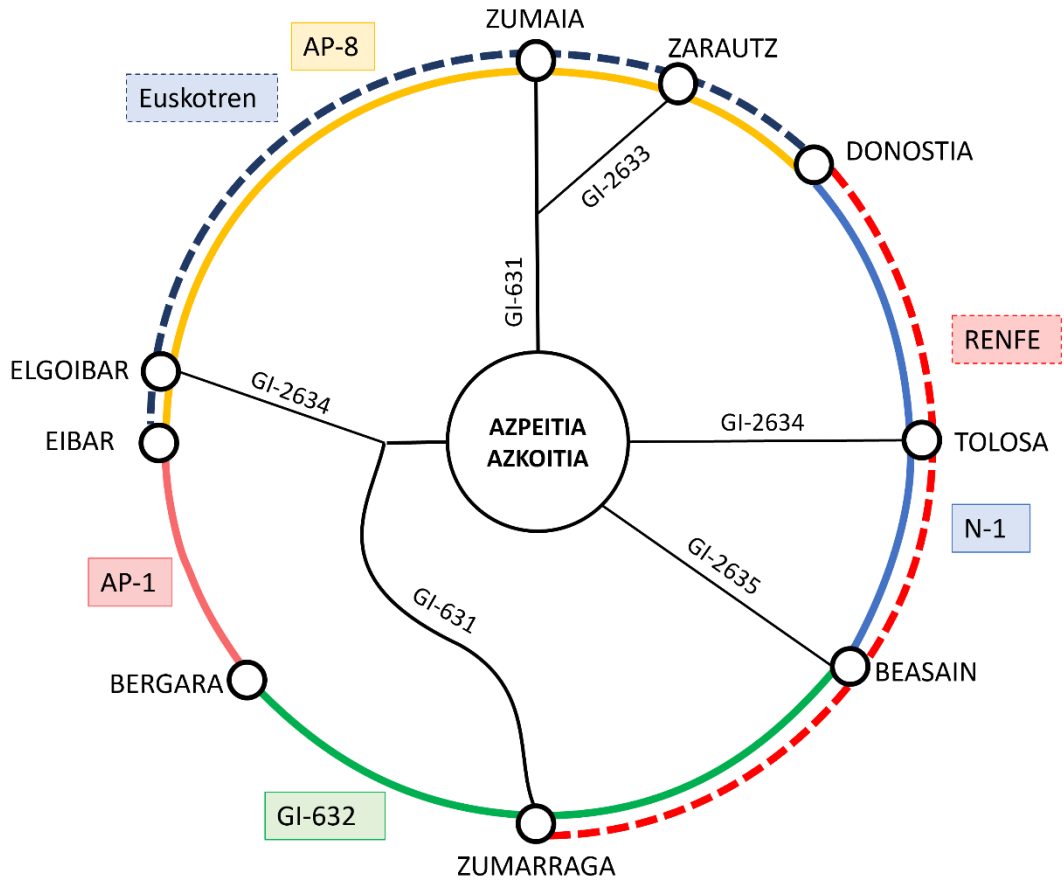 ZUMAIA
AP-8
ZARAUTZ
Euskotren
DONOSTIA
GI-2633
GI-631
RENFE
ELGOIBAR
GI-2634
GI-2634
AZPEITIA
AZKOITIA
EIBAR
TOLOSA
N-1
GI-2635
AP-1
GI-631
BERGARA
BEASAIN
GI-632
ZUMARRAGA